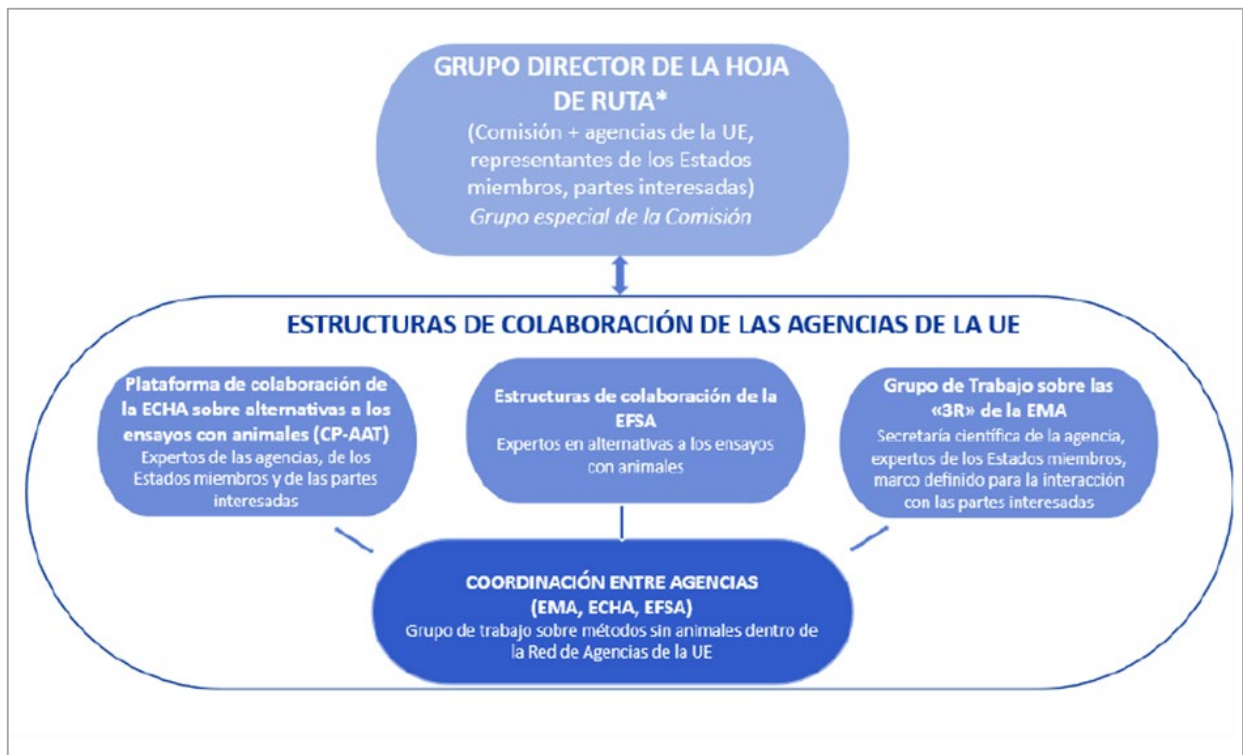 GRUPO DIRECTOR DE LA HOJA
DE RUTA*
(Comisión + agencias de la UE,
representantes de los Estados
miembros, partes interesadas)
Grupo especial de la Comisión
ESTRUCTURAS DE COLABORACIÓN DE LAS AGENCIAS DE LA UE
Plataforma de colaboración de
la ECHA sobre alternativas a los
ensayos con animales (CP-AAT)
Expertos de las agencias, de los
Estados miembros y de las partes
interesadas
Estructuras de colaboración de la
EFSA
Expertos en alternativas a los ensayos
con animales
Grupo de Trabajo sobre las
«3R» de la EMA
Secretaría científica de la agencia,
expertos de los Estados miembros,
marco definido para la interacción
con las partes interesadas
COORDINACIÓN ENTRE AGENCIAS
(EMA, ECHA, EFSA)
Grupo de trabajo sobre métodos sin animales dentro de
la Red de Agencias de la UE